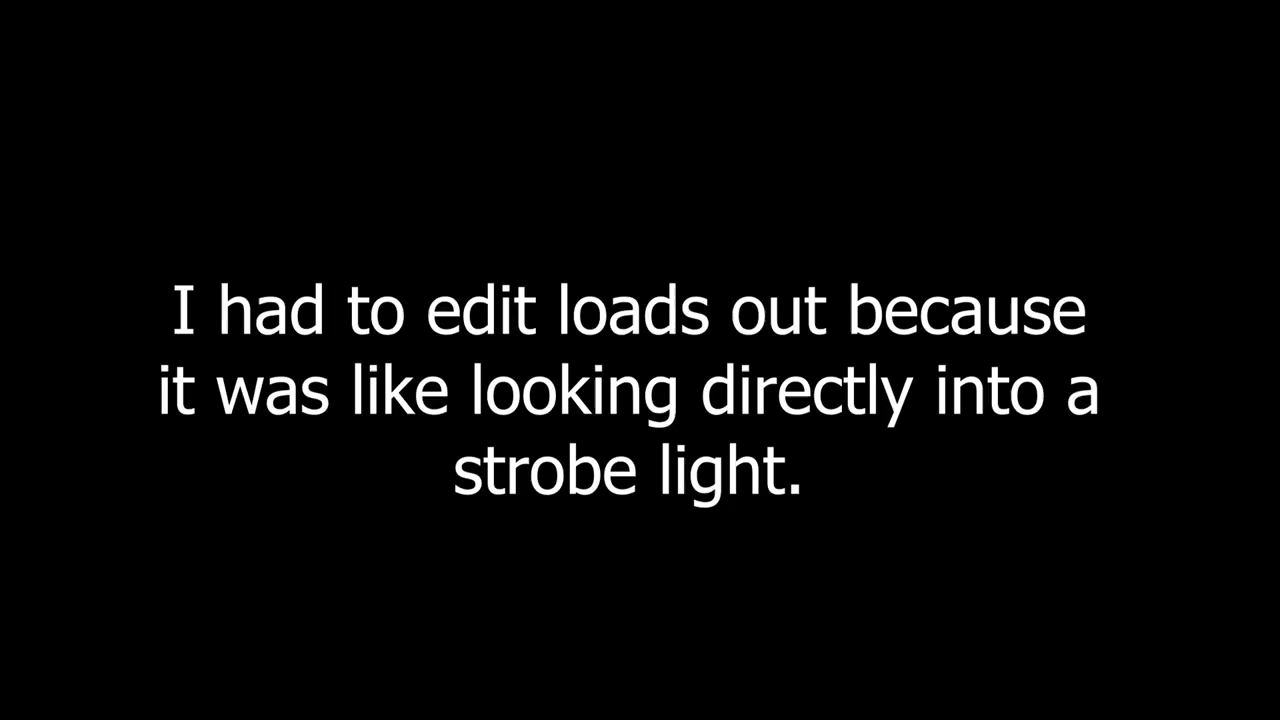 I had to edit loads out because
it was like looking directly into a
strobe light.